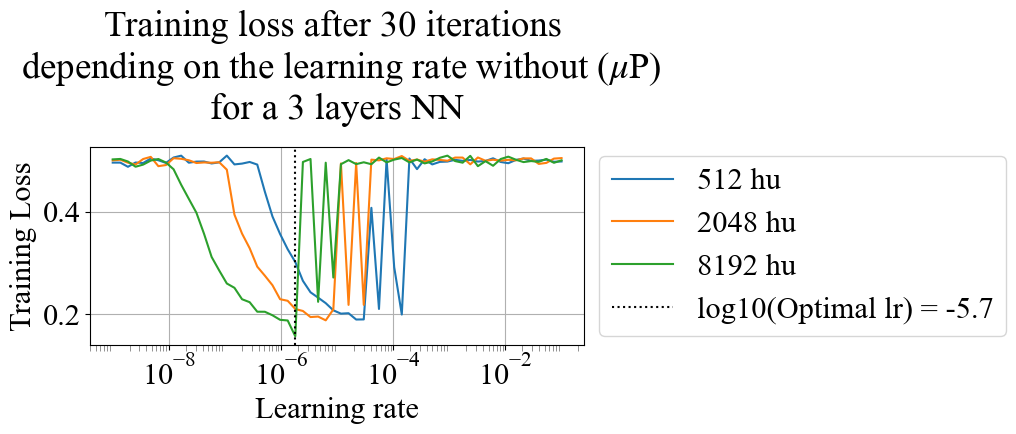 Training loss after 30 iterations
depending on the learning rate without (μP)
for a 3 layers NN
Training Loss
0.4
0.2
10⁻⁸ 10⁻⁶ 10⁻⁴ 10⁻²
Learning rate
512 hu
2048 hu
8192 hu
log10(Optimal lr) = -5.7